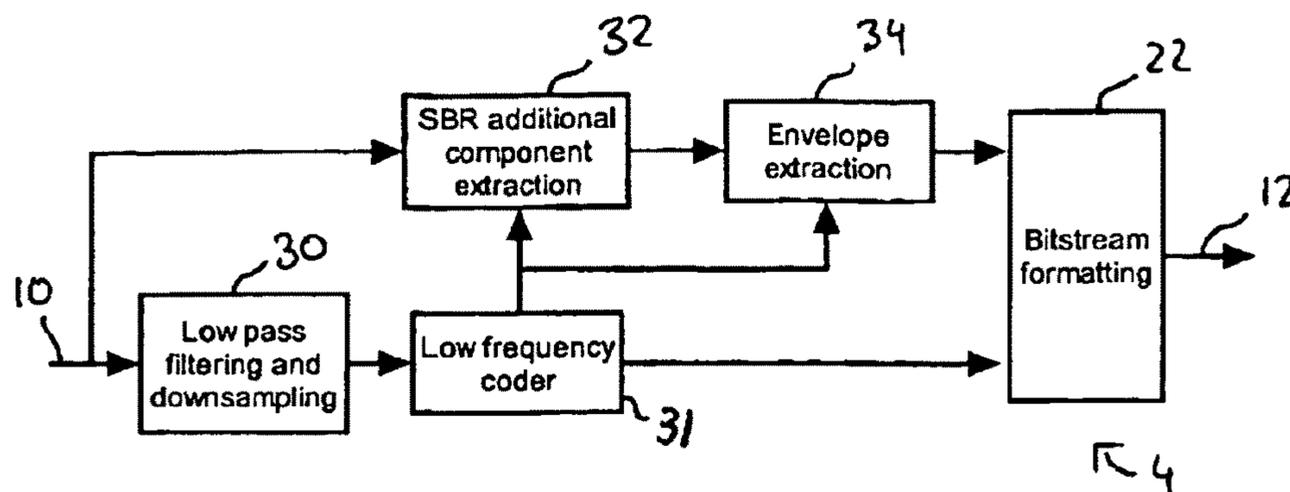 32
34
22
SBR additional
component
extraction
Envelope
extraction
12
Bitstream
formatting
30
10
Low pass
filtering and
downsampling
Low frequency
coder
31
4